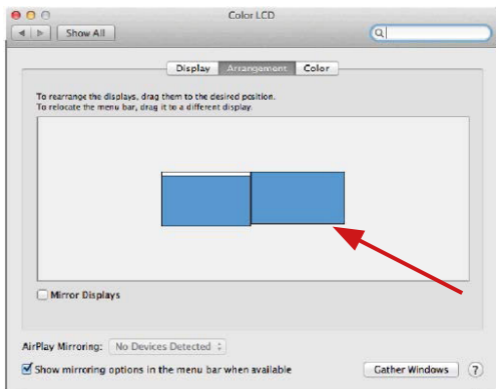 Color LCD
Show All
Display Arrangement Color
To rearrange the displays, drag them to the desired position.
To relocate the menu bar, drag it to a different display.
Mirror Displays
AirPlay Mirroring: No Devices Detected
Show mirroring options in the menu bar when available
Gather Windows ?